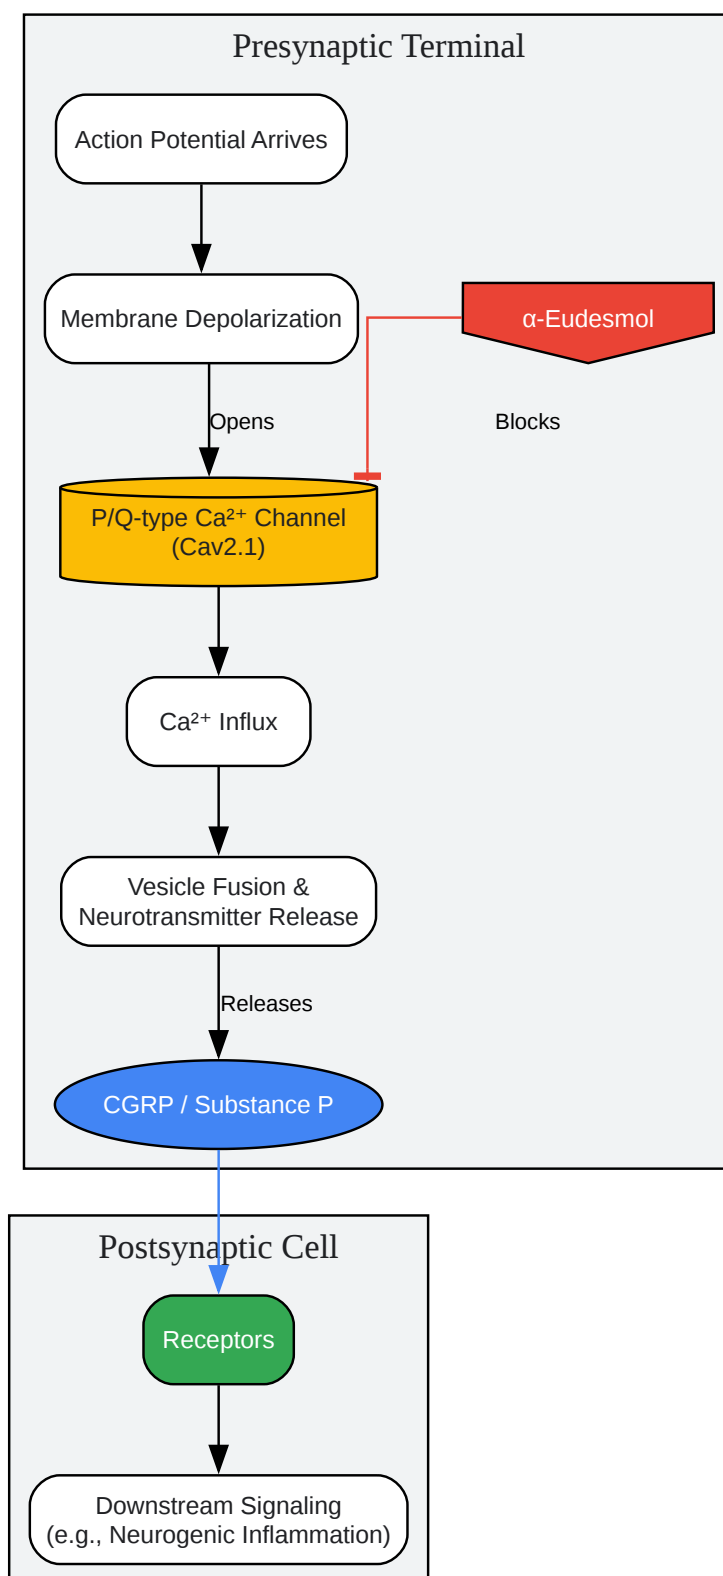 Presynaptic Terminal
Action Potential Arrives
Membrane Depolarization
α-Eudesmol
Opens
Blocks
P/Q-type Ca²⁺ Channel
(Cav2.1)
Ca²⁺ Influx
Vesicle Fusion &
Neurotransmitter Release
Releases
CGRP / Substance P
Postsynaptic Cell
Receptors
Downstream Signaling
(e.g., Neurogenic Inflammation)